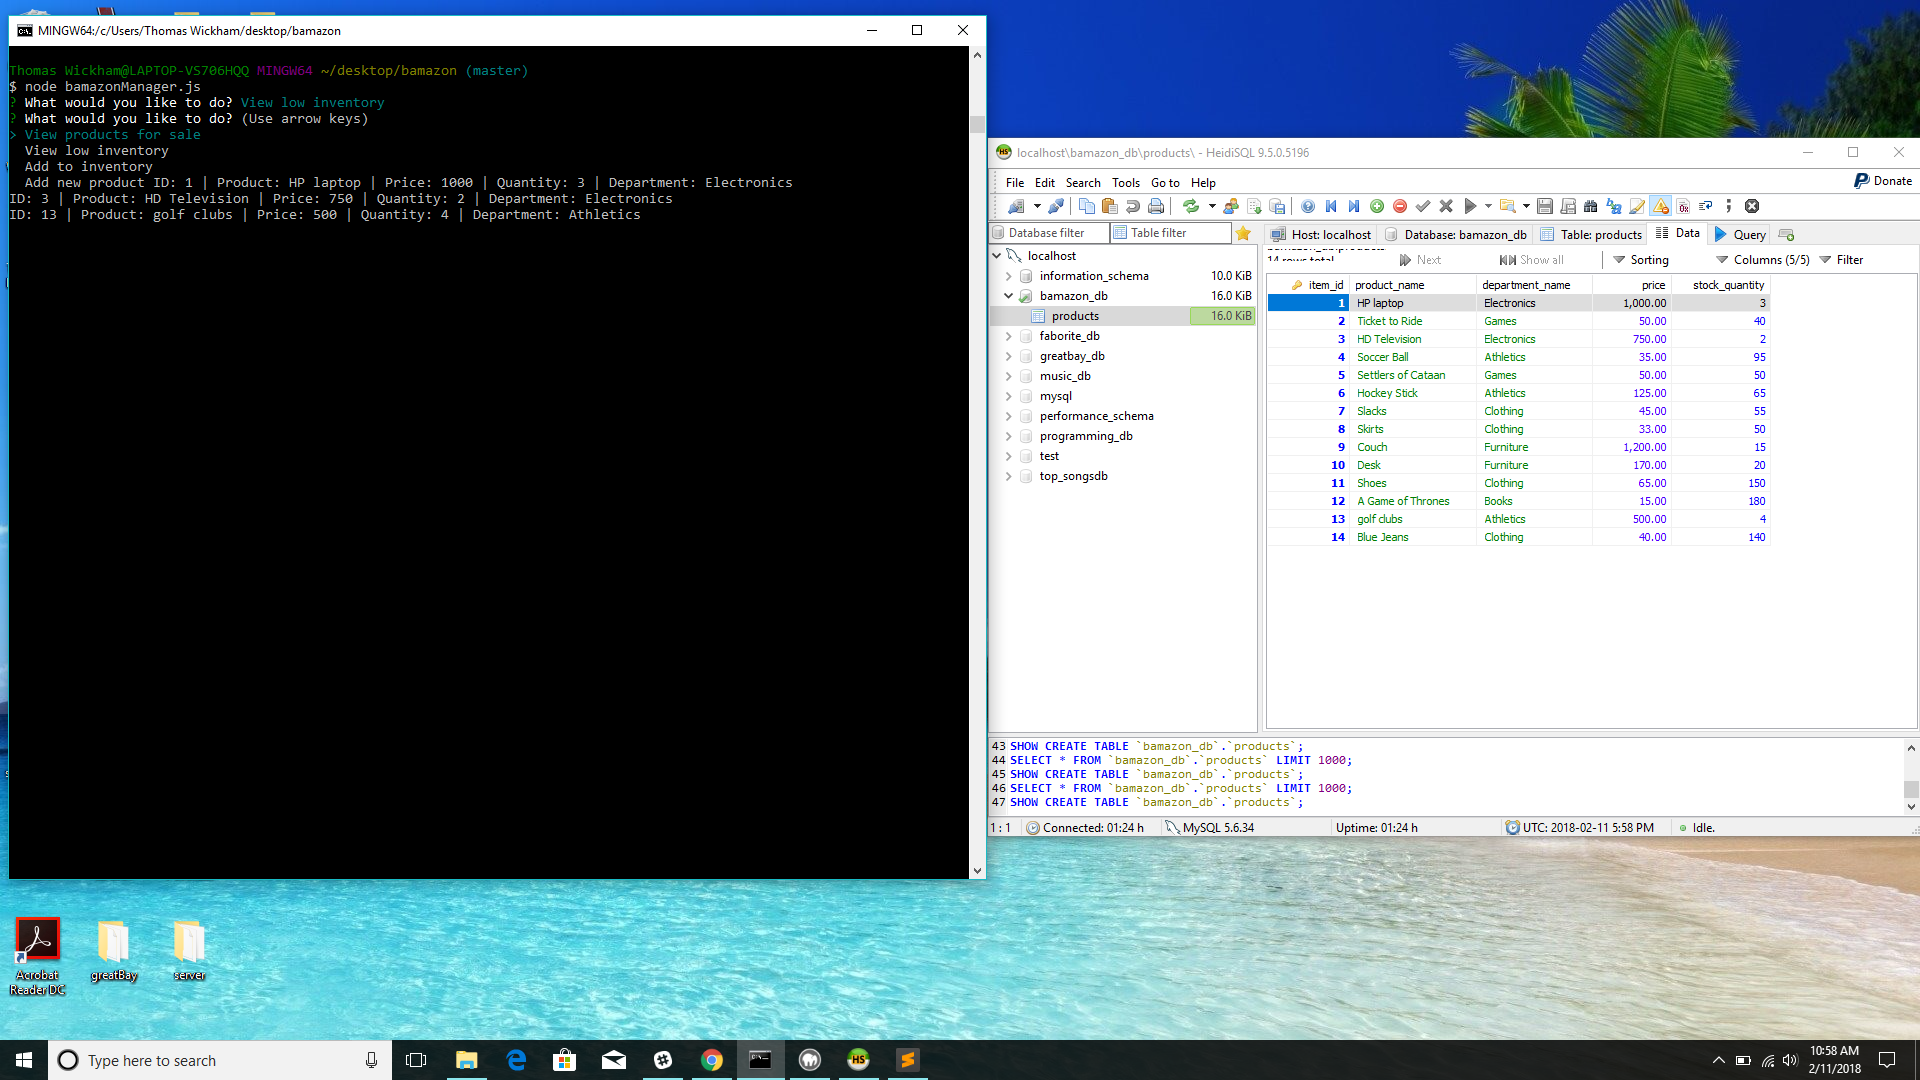 MINGW64:/c/Users/Thomas Wickham/desktop/bamazon
Thomas Wickham@LAPTOP-VS706HQQ MINGW64 ~/desktop/bamazon (master)
$ node bamazonManager.js
? What would you like to do? View low inventory
? What would you like to do? (Use arrow keys)
> View products for sale
View low inventory
Add to inventory
Add new product ID: 1 | Product: HP laptop | Price: 1000 | Quantity: 3 | Department: Electronics
ID: 3 | Product: HD Television | Price: 750 | Quantity: 2 | Department: Electronics
ID: 13 | Product: golf clubs | Price: 500 | Quantity: 4 | Department: Athletics
localhost\bamazon_db\products\ - HeidiSQL 9.5.0.5196
File Edit Search Tools Go to Help
Donate
Database filter Table filter
Host: localhost Database: bamazon_db Table: products Data Query
14 rows total Next Show all Sorting Columns (5/5) Filter
localhost
information_schema 10.0 KiB
bamazon_db 16.0 KiB
products 16.0 KiB
faborite_db
greatbay_db
music_db
mysql
performance_schema
programming_db
test
top_songsdb
item_id product_name department_name price stock_quantity
1 HP laptop Electronics 1,000.00 3
2 Ticket to Ride Games 50.00 40
3 HD Television Electronics 750.00 2
4 Soccer Ball Athletics 35.00 95
5 Settlers of Cataan Games 50.00 50
6 Hockey Stick Athletics 125.00 65
7 Slacks Clothing 45.00 55
8 Skirts Clothing 33.00 50
9 Couch Furniture 1,200.00 15
10 Desk Furniture 170.00 20
11 Shoes Clothing 65.00 150
12 A Game of Thrones Books 15.00 180
13 golf clubs Athletics 500.00 4
14 Blue Jeans Clothing 40.00 140
43 SHOW CREATE TABLE `bamazon_db`.`products`;
44 SELECT * FROM `bamazon_db`.`products` LIMIT 1000;
45 SHOW CREATE TABLE `bamazon_db`.`products`;
46 SELECT * FROM `bamazon_db`.`products` LIMIT 1000;
47 SHOW CREATE TABLE `bamazon_db`.`products`;
1 : 1 Connected: 01:24 h MySQL 5.6.34 Uptime: 01:24 h UTC: 2018-02-11 5:58 PM Idle.
Acrobat Reader DC
greatBay
server
Type here to search
HS
10:58 AM
2/11/2018